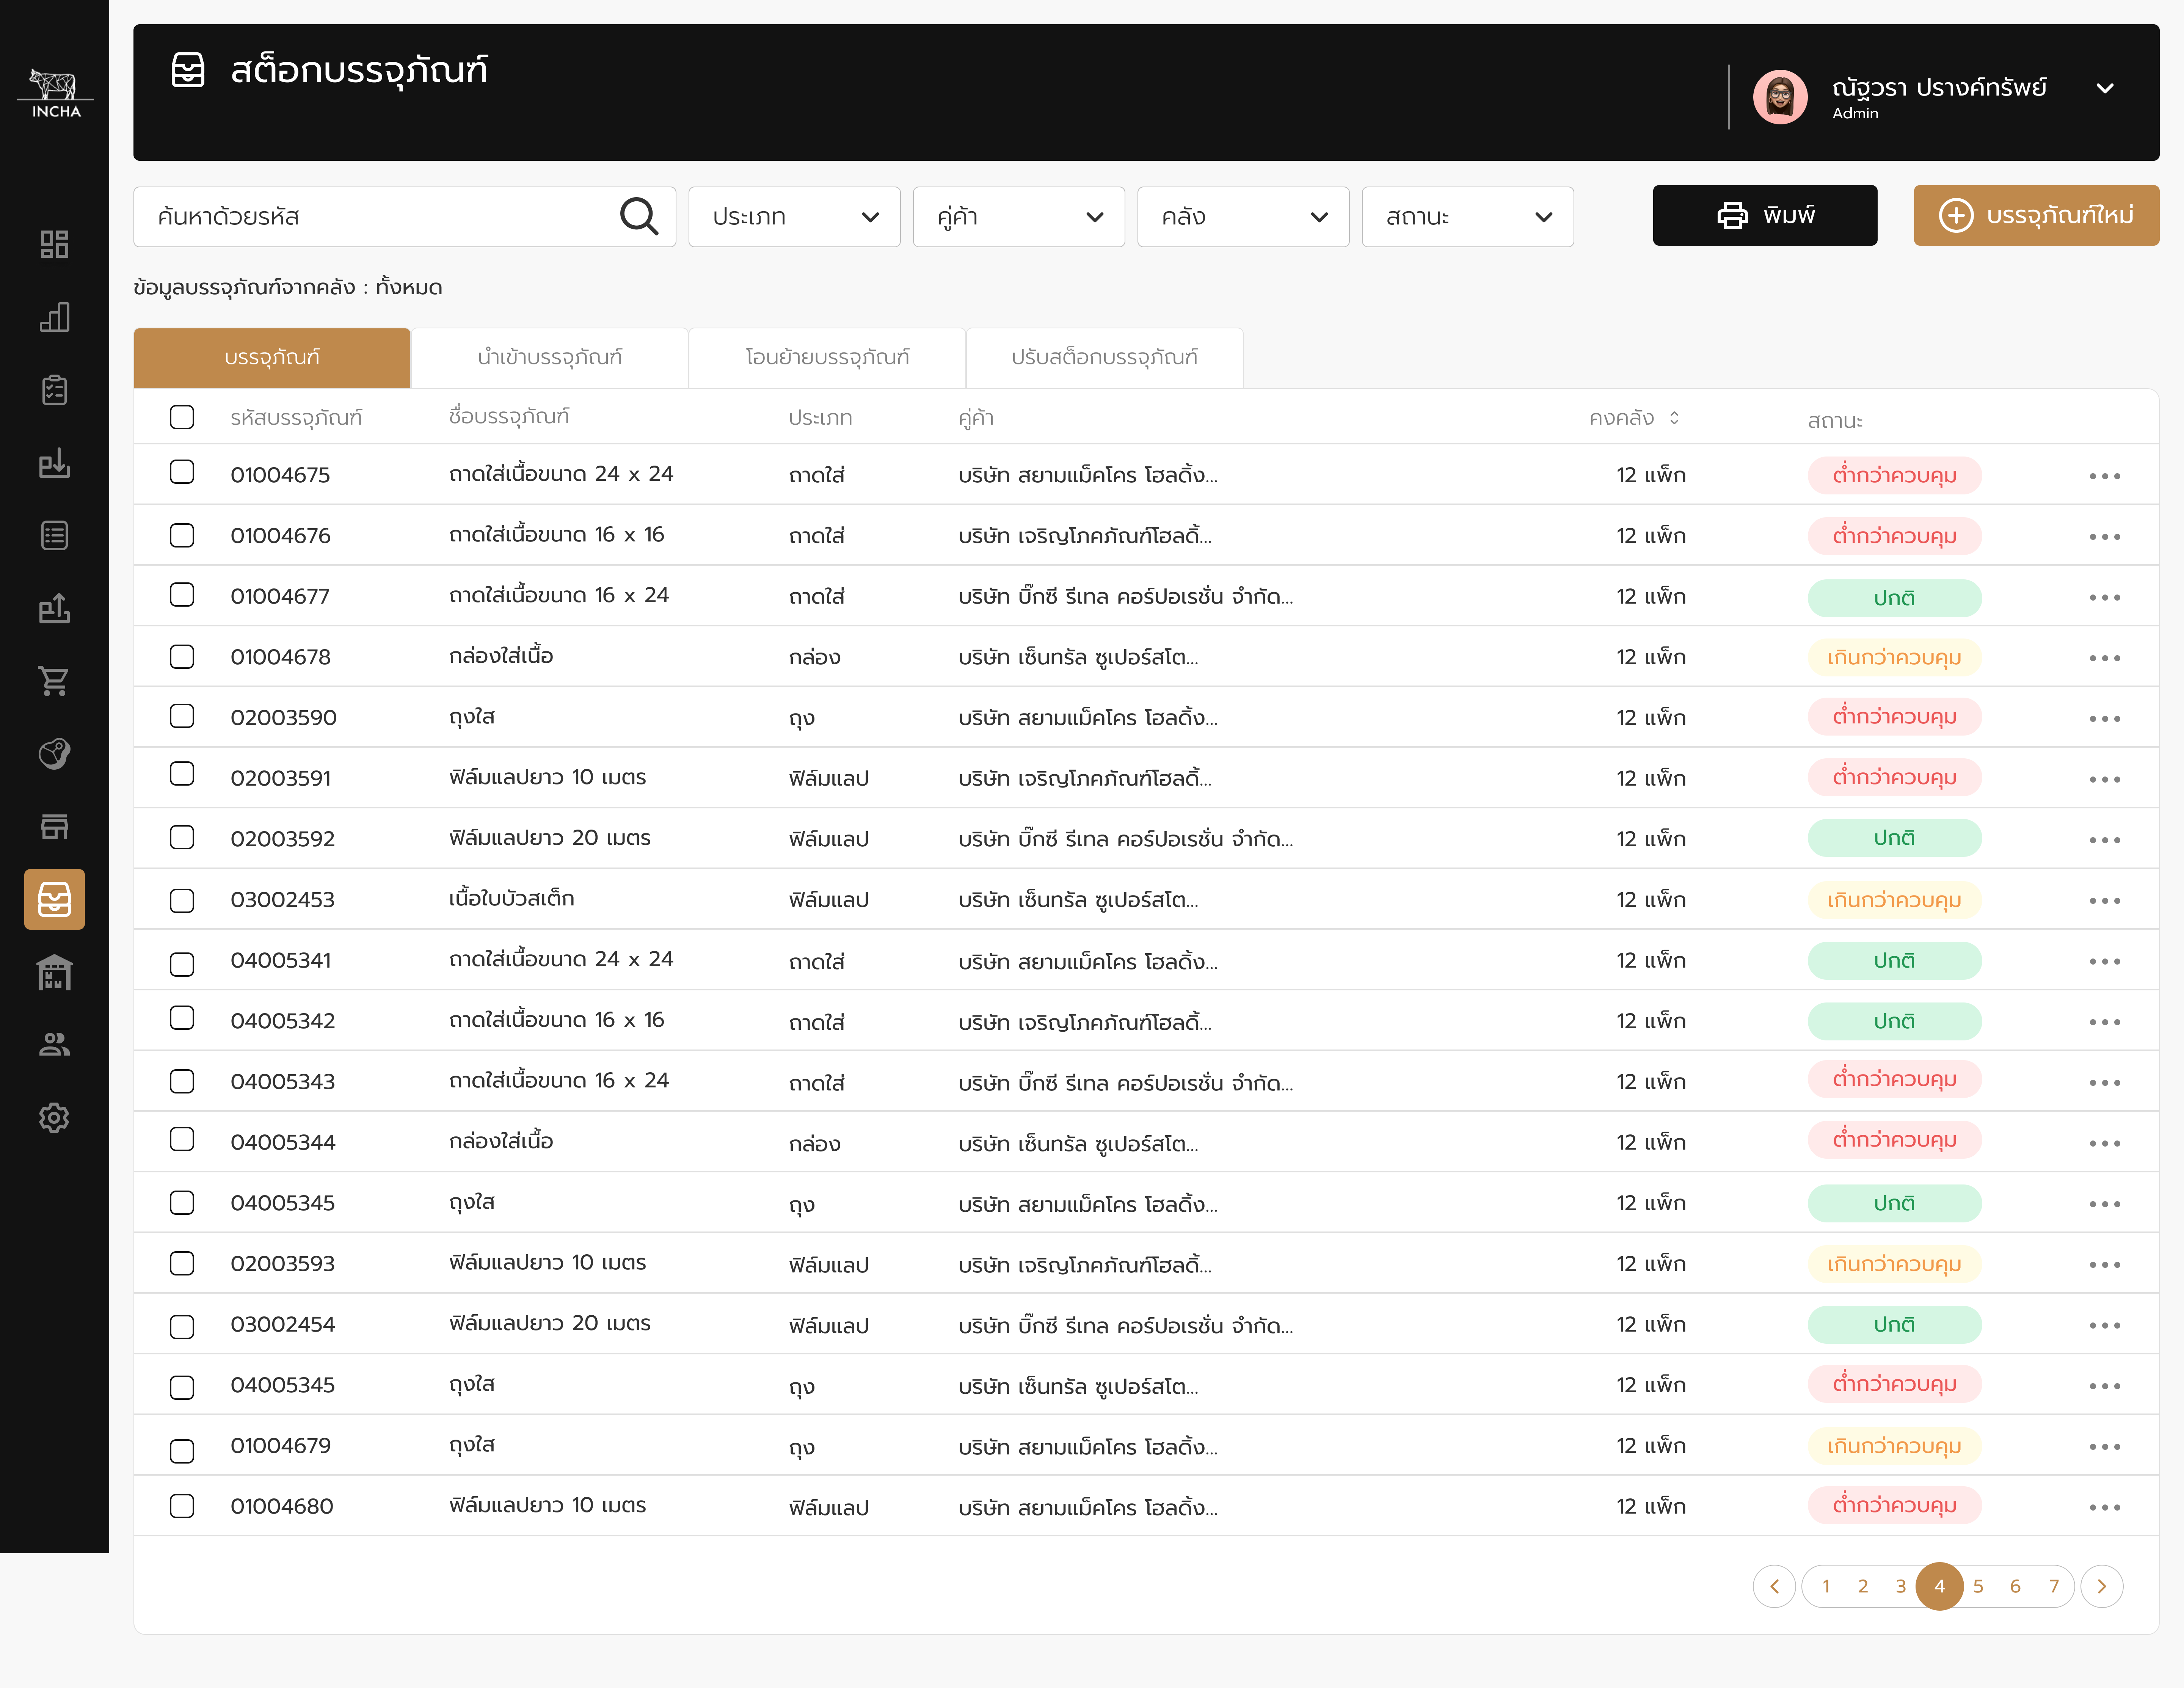 INCHA
สต็อกบรรจุภัณฑ์
ณัฐวรา ปรางค์ทรัพย์
Admin
ค้นหาด้วยรหัส ประเภท คู่ค้า คลัง สถานะ พิมพ์ บรรจุภัณฑ์ใหม่
ข้อมูลบรรจุภัณฑ์จากคลัง : ทั้งหมด
บรรจุภัณฑ์ นำเข้าบรรจุภัณฑ์ โอนย้ายบรรจุภัณฑ์ ปรับสต็อกบรรจุภัณฑ์
รหัสบรรจุภัณฑ์ ชื่อบรรจุภัณฑ์ ประเภท คู่ค้า คงคลัง สถานะ
01004675 ถาดใส่เนื้อขนาด 24 x 24 ถาดใส่ บริษัท สยามแม็คโคร โฮลดิ้ง... 12 แพ็ก ต่ำกว่าควบคุม
01004676 ถาดใส่เนื้อขนาด 16 x 16 ถาดใส่ บริษัท เจริญโภคภัณฑ์โฮลดิ้... 12 แพ็ก ต่ำกว่าควบคุม
01004677 ถาดใส่เนื้อขนาด 16 x 24 ถาดใส่ บริษัท บิ๊กซี รีเทล คอร์ปอเรชั่น จำกัด... 12 แพ็ก ปกติ
01004678 กล่องใส่เนื้อ กล่อง บริษัท เซ็นทรัล ซูเปอร์สโต... 12 แพ็ก เกินกว่าควบคุม
02003590 ถุงใส ถุง บริษัท สยามแม็คโคร โฮลดิ้ง... 12 แพ็ก ต่ำกว่าควบคุม
02003591 ฟิล์มแลปยาว 10 เมตร ฟิล์มแลป บริษัท เจริญโภคภัณฑ์โฮลดิ้... 12 แพ็ก ต่ำกว่าควบคุม
02003592 ฟิล์มแลปยาว 20 เมตร ฟิล์มแลป บริษัท บิ๊กซี รีเทล คอร์ปอเรชั่น จำกัด... 12 แพ็ก ปกติ
03002453 เนื้อใบบัวสเต็ก ฟิล์มแลป บริษัท เซ็นทรัล ซูเปอร์สโต... 12 แพ็ก เกินกว่าควบคุม
04005341 ถาดใส่เนื้อขนาด 24 x 24 ถาดใส่ บริษัท สยามแม็คโคร โฮลดิ้ง... 12 แพ็ก ปกติ
04005342 ถาดใส่เนื้อขนาด 16 x 16 ถาดใส่ บริษัท เจริญโภคภัณฑ์โฮลดิ้... 12 แพ็ก ปกติ
04005343 ถาดใส่เนื้อขนาด 16 x 24 ถาดใส่ บริษัท บิ๊กซี รีเทล คอร์ปอเรชั่น จำกัด... 12 แพ็ก ต่ำกว่าควบคุม
04005344 กล่องใส่เนื้อ กล่อง บริษัท เซ็นทรัล ซูเปอร์สโต... 12 แพ็ก ต่ำกว่าควบคุม
04005345 ถุงใส ถุง บริษัท สยามแม็คโคร โฮลดิ้ง... 12 แพ็ก ปกติ
02003593 ฟิล์มแลปยาว 10 เมตร ฟิล์มแลป บริษัท เจริญโภคภัณฑ์โฮลดิ้... 12 แพ็ก เกินกว่าควบคุม
03002454 ฟิล์มแลปยาว 20 เมตร ฟิล์มแลป บริษัท บิ๊กซี รีเทล คอร์ปอเรชั่น จำกัด... 12 แพ็ก ปกติ
04005345 ถุงใส ถุง บริษัท เซ็นทรัล ซูเปอร์สโต... 12 แพ็ก ต่ำกว่าควบคุม
01004679 ถุงใส ถุง บริษัท สยามแม็คโคร โฮลดิ้ง... 12 แพ็ก เกินกว่าควบคุม
01004680 ฟิล์มแลปยาว 10 เมตร ฟิล์มแลป บริษัท สยามแม็คโคร โฮลดิ้ง... 12 แพ็ก ต่ำกว่าควบคุม
1 2 3 4 5 6 7